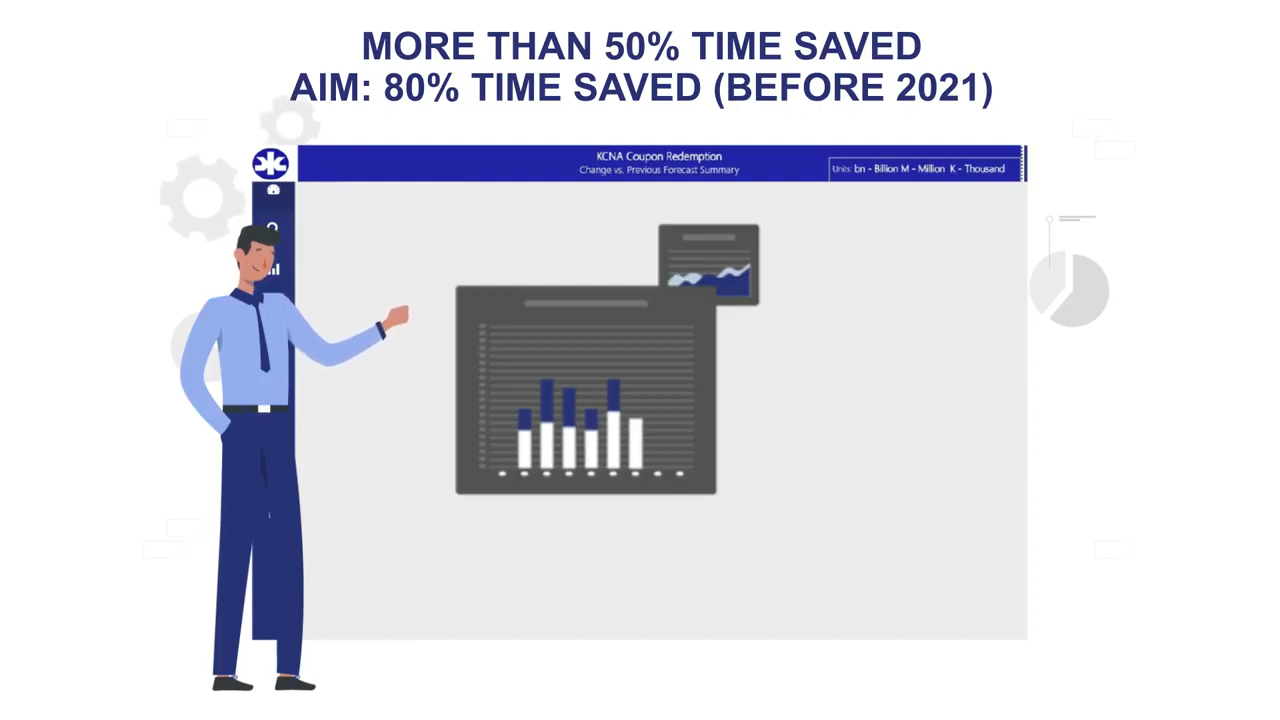 MORE THAN 50% TIME SAVED
AIM: 80% TIME SAVED (BEFORE 2021)
KCNA Coupon Redemption
Change vs. Previous Forecast Summary
Units: bn - Billion M - Million K - Thousand